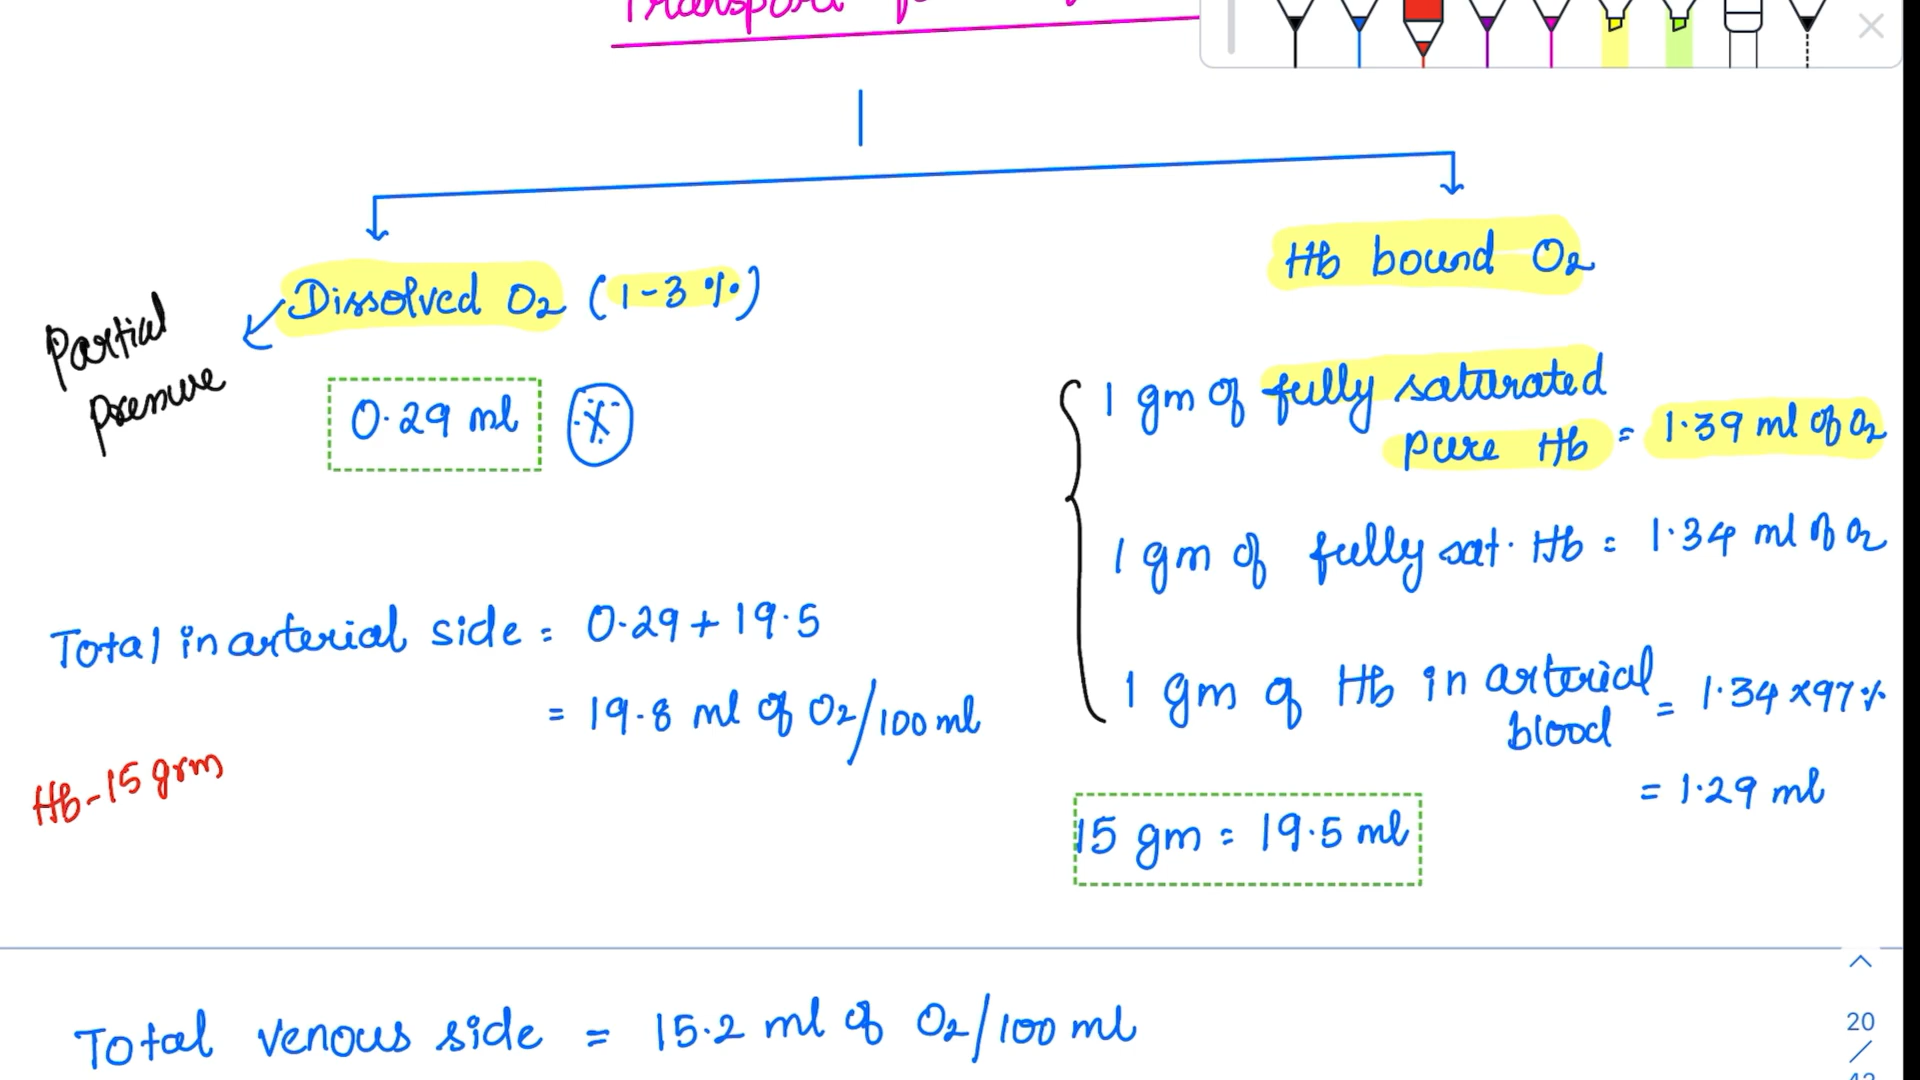 Transport
Dissolved O2 (1-3%)
Partial
pressure
0.29 ml
Hb bound O2
1 gm of fully saturated
pure Hb = 1.39 ml of O2
1 gm of fully sat. Hb = 1.34 ml of O2
1 gm of Hb in arterial
blood = 1.34 x 97%
= 1.29 ml
15 gm = 19.5 ml
Total in arterial side = 0.29 + 19.5
= 19.8 ml of O2/100 ml
Hb-15 grm
Total venous side = 15.2 ml of O2/100 ml
20
/